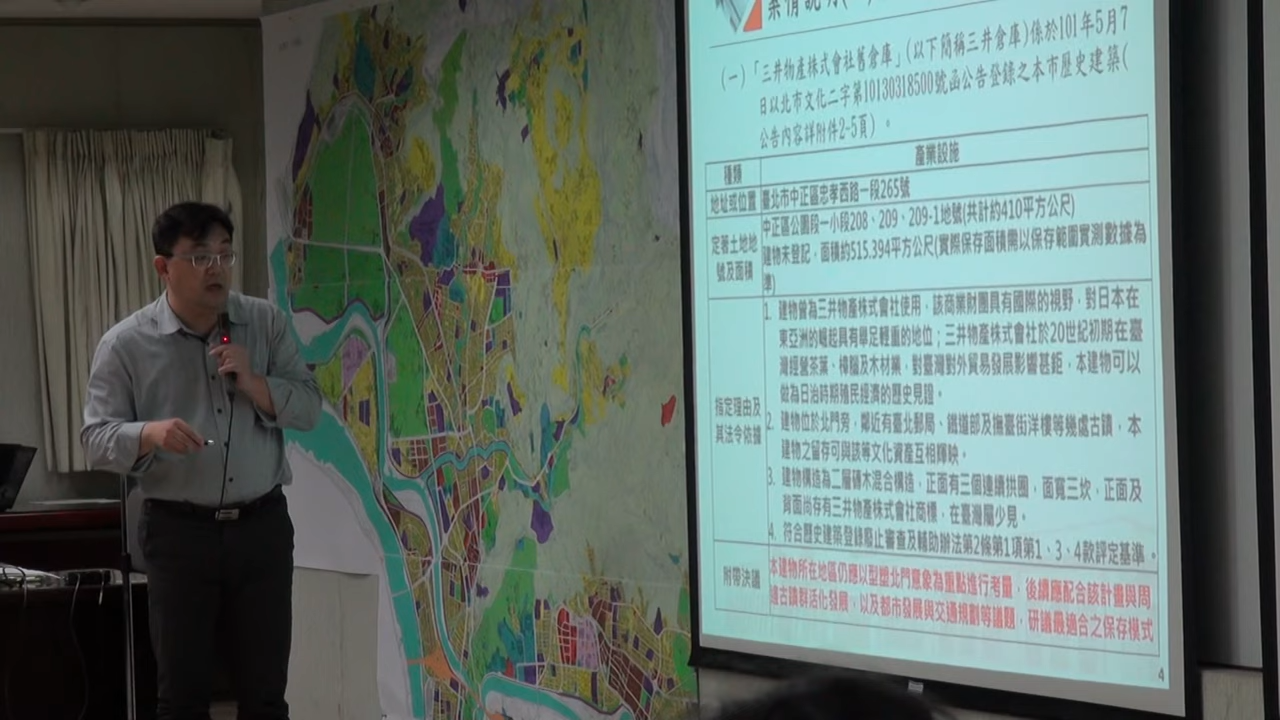 案情說明(一)
(一)「三井物產株式會社舊倉庫」(以下簡稱三井倉庫)係於101年5月7
日以北市文化二字第10130318500號函公告登錄之本市歷史建築(
公告內容詳附件2-5頁)。
種類 產業設施
地址或位置 臺北市中正區忠孝西路一段265號
定著土地地號及面積 中正區公園段一小段208、209、209-1地號(共計約410平方公尺)
建物未登記，面積約515.394平方公尺(實際保存面積需以保存範圍實測數據為
準)
指定理由及其法令依據
1. 建物曾為三井物產株式會社使用，該商業財團具有國際的視野，對日本在
東亞洲的崛起具有舉足輕重的地位；三井物產株式會社於20世紀初期在臺
灣經營茶葉、樟腦及木材業，對臺灣對外貿易發展影響甚鉅，本建物可以
做為日治時期殖民經濟的歷史見證。
2. 建物位於北門旁，鄰近有臺北郵局、鐵道部及撫臺街洋樓等幾處古蹟，本
建物之留存可與該等文化資產互相輝映。
3. 建物構造為二層磚木混合構造，正面有三個連續拱圈，面寬三坎，正面及
背面尚存有三井物產株式會社商標，在臺灣屬少見。
4. 符合歷史建築登錄廢止審查及輔助辦法第2條第1項第1、3、4款評定基準。
附帶決議 本建物所在地區仍應以型塑北門意象為重點進行考量，後續應配合該計畫與周
遭古蹟群活化發展，以及都市發展與交通規劃等議題，研議最適合之保存模式
4